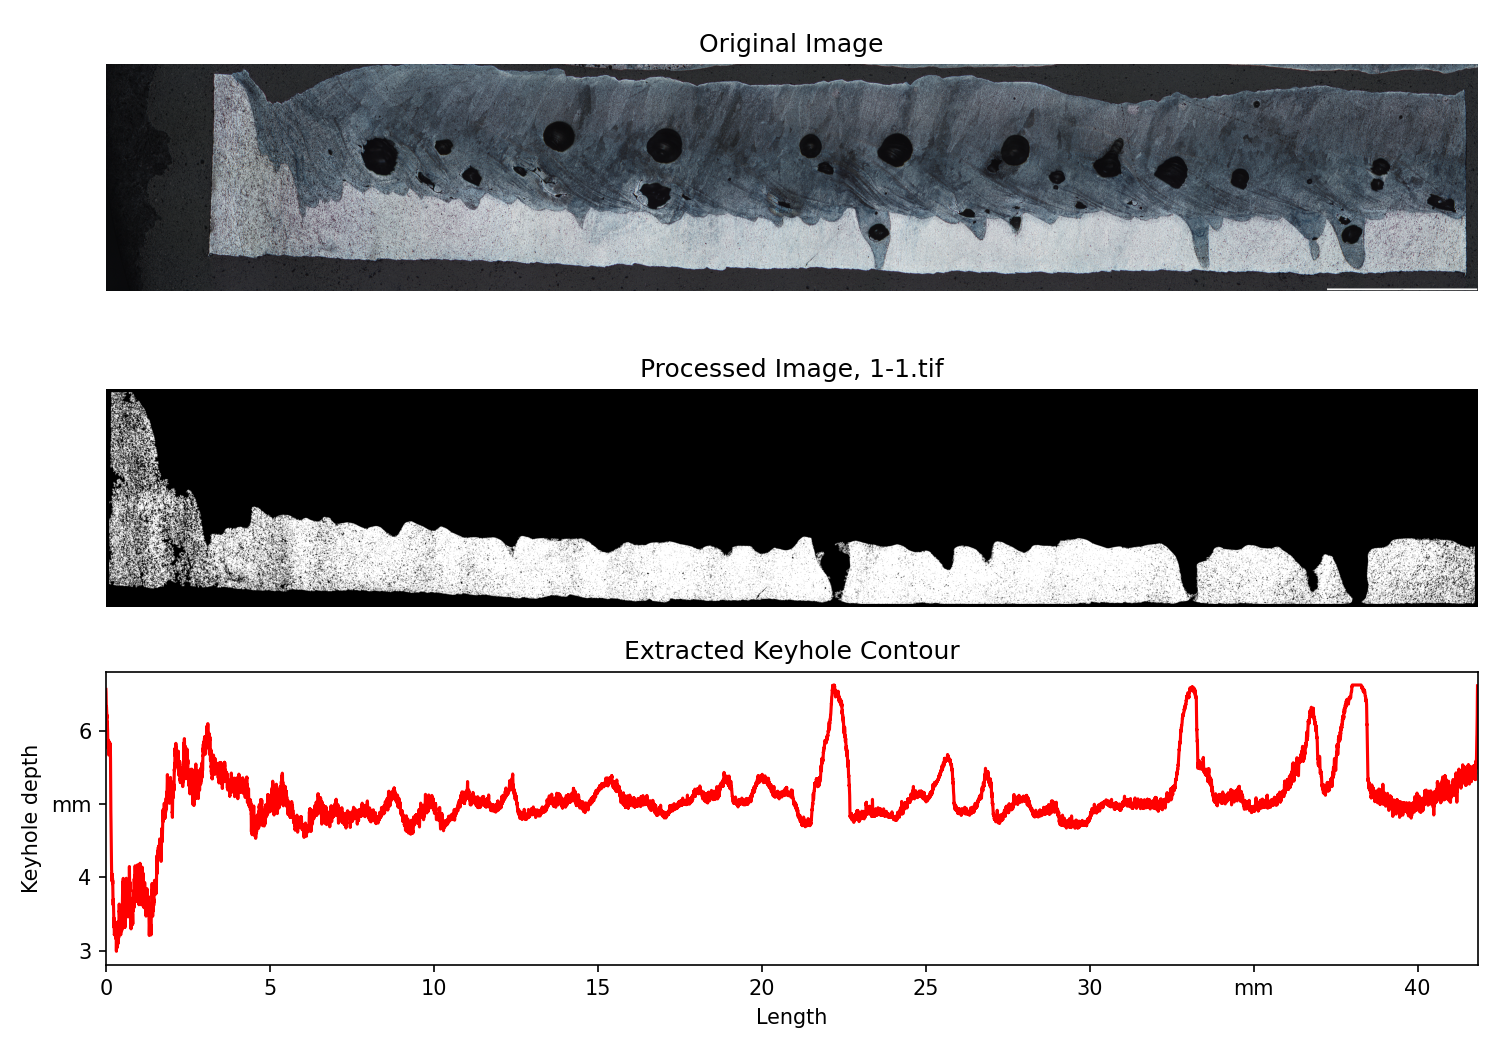 Original Image
Processed Image, 1-1.tif
Extracted Keyhole Contour
Keyhole depth
6
mm
4
3
0 5 10 15 20 25 30 mm 40
Length